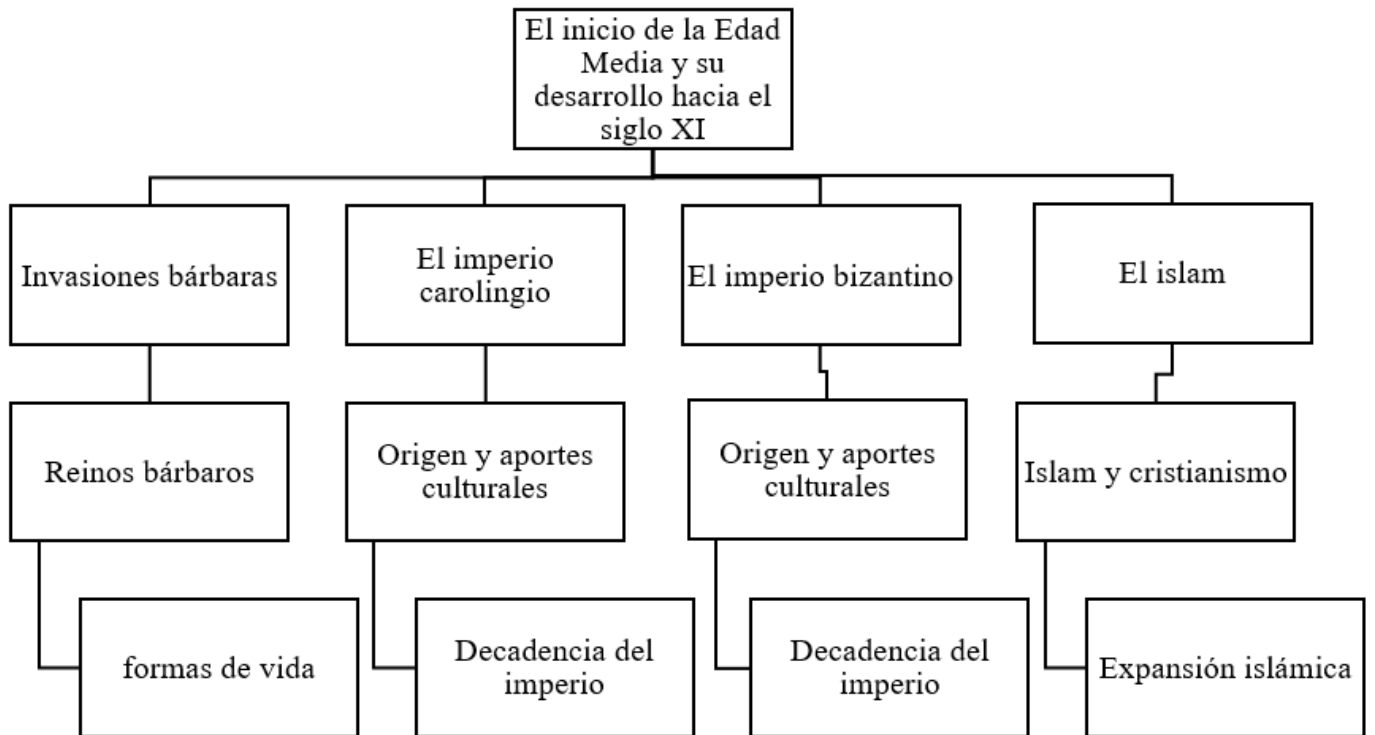 El inicio de la Edad
Media y su
desarrollo hacia el
siglo XI
Invasiones bárbaras
El imperio
carolingio
El imperio bizantino
El islam
Reinos bárbaros
Origen y aportes
culturales
Origen y aportes
culturales
Islam y cristianismo
formas de vida
Decadencia del
imperio
Decadencia del
imperio
Expansión islámica